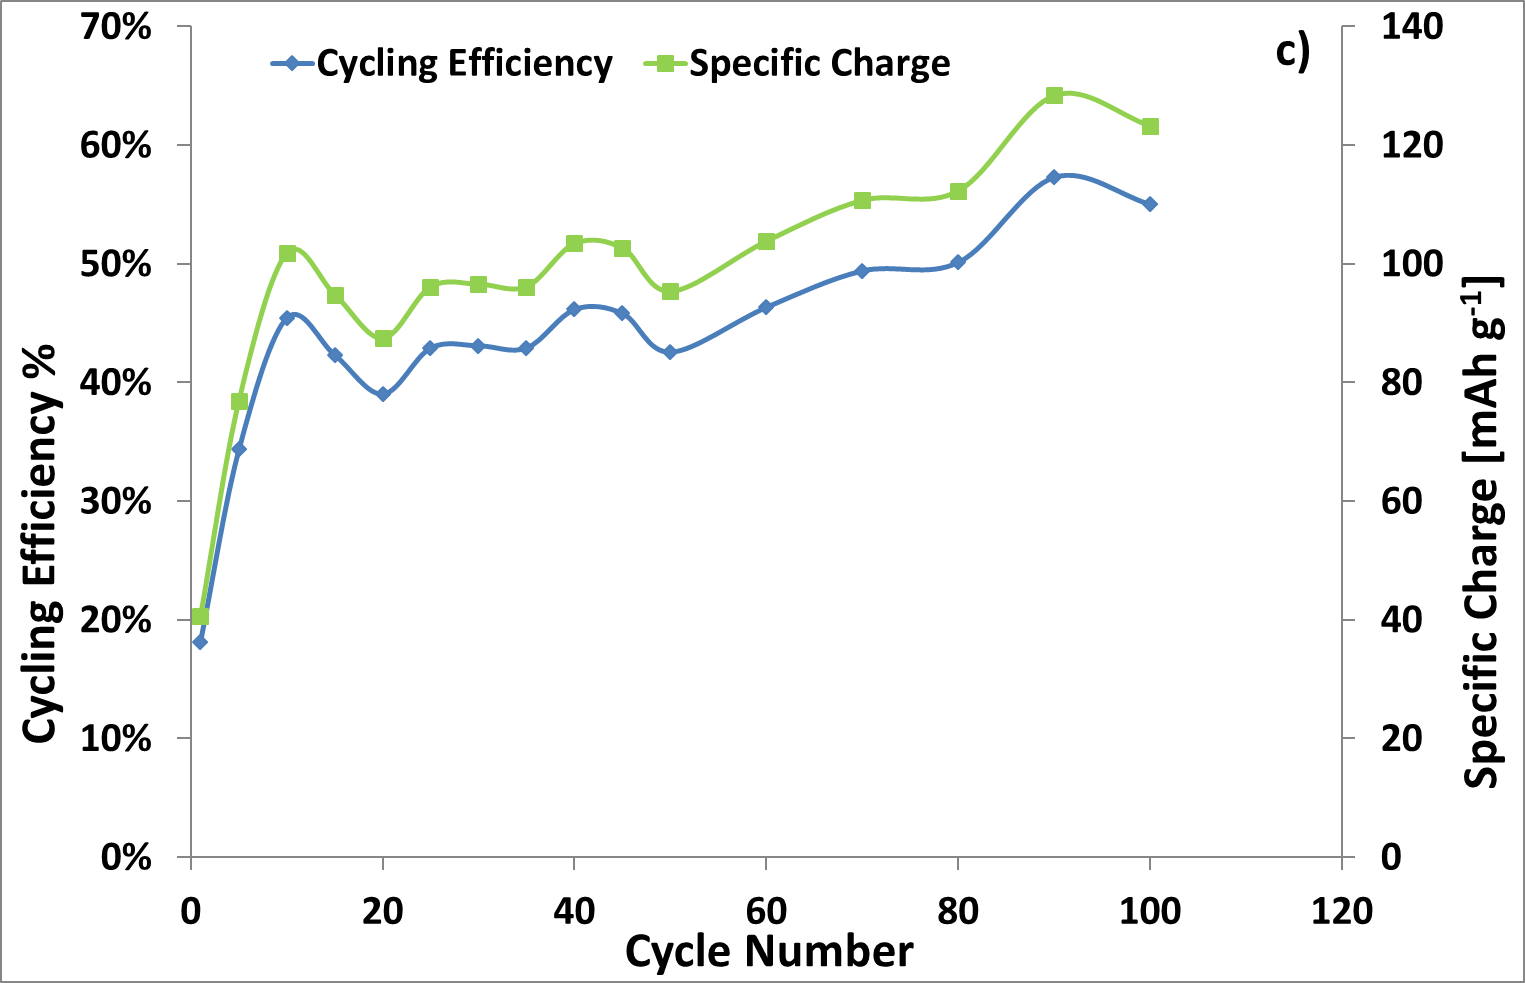 c)
Cycling Efficiency
Specific Charge
70%
60%
50%
40%
30%
20%
10%
0%
Cycling Efficiency %
140
120
100
80
60
40
20
0
Specific Charge [mAh g-1]
0 20 40 60 80 100 120
Cycle Number